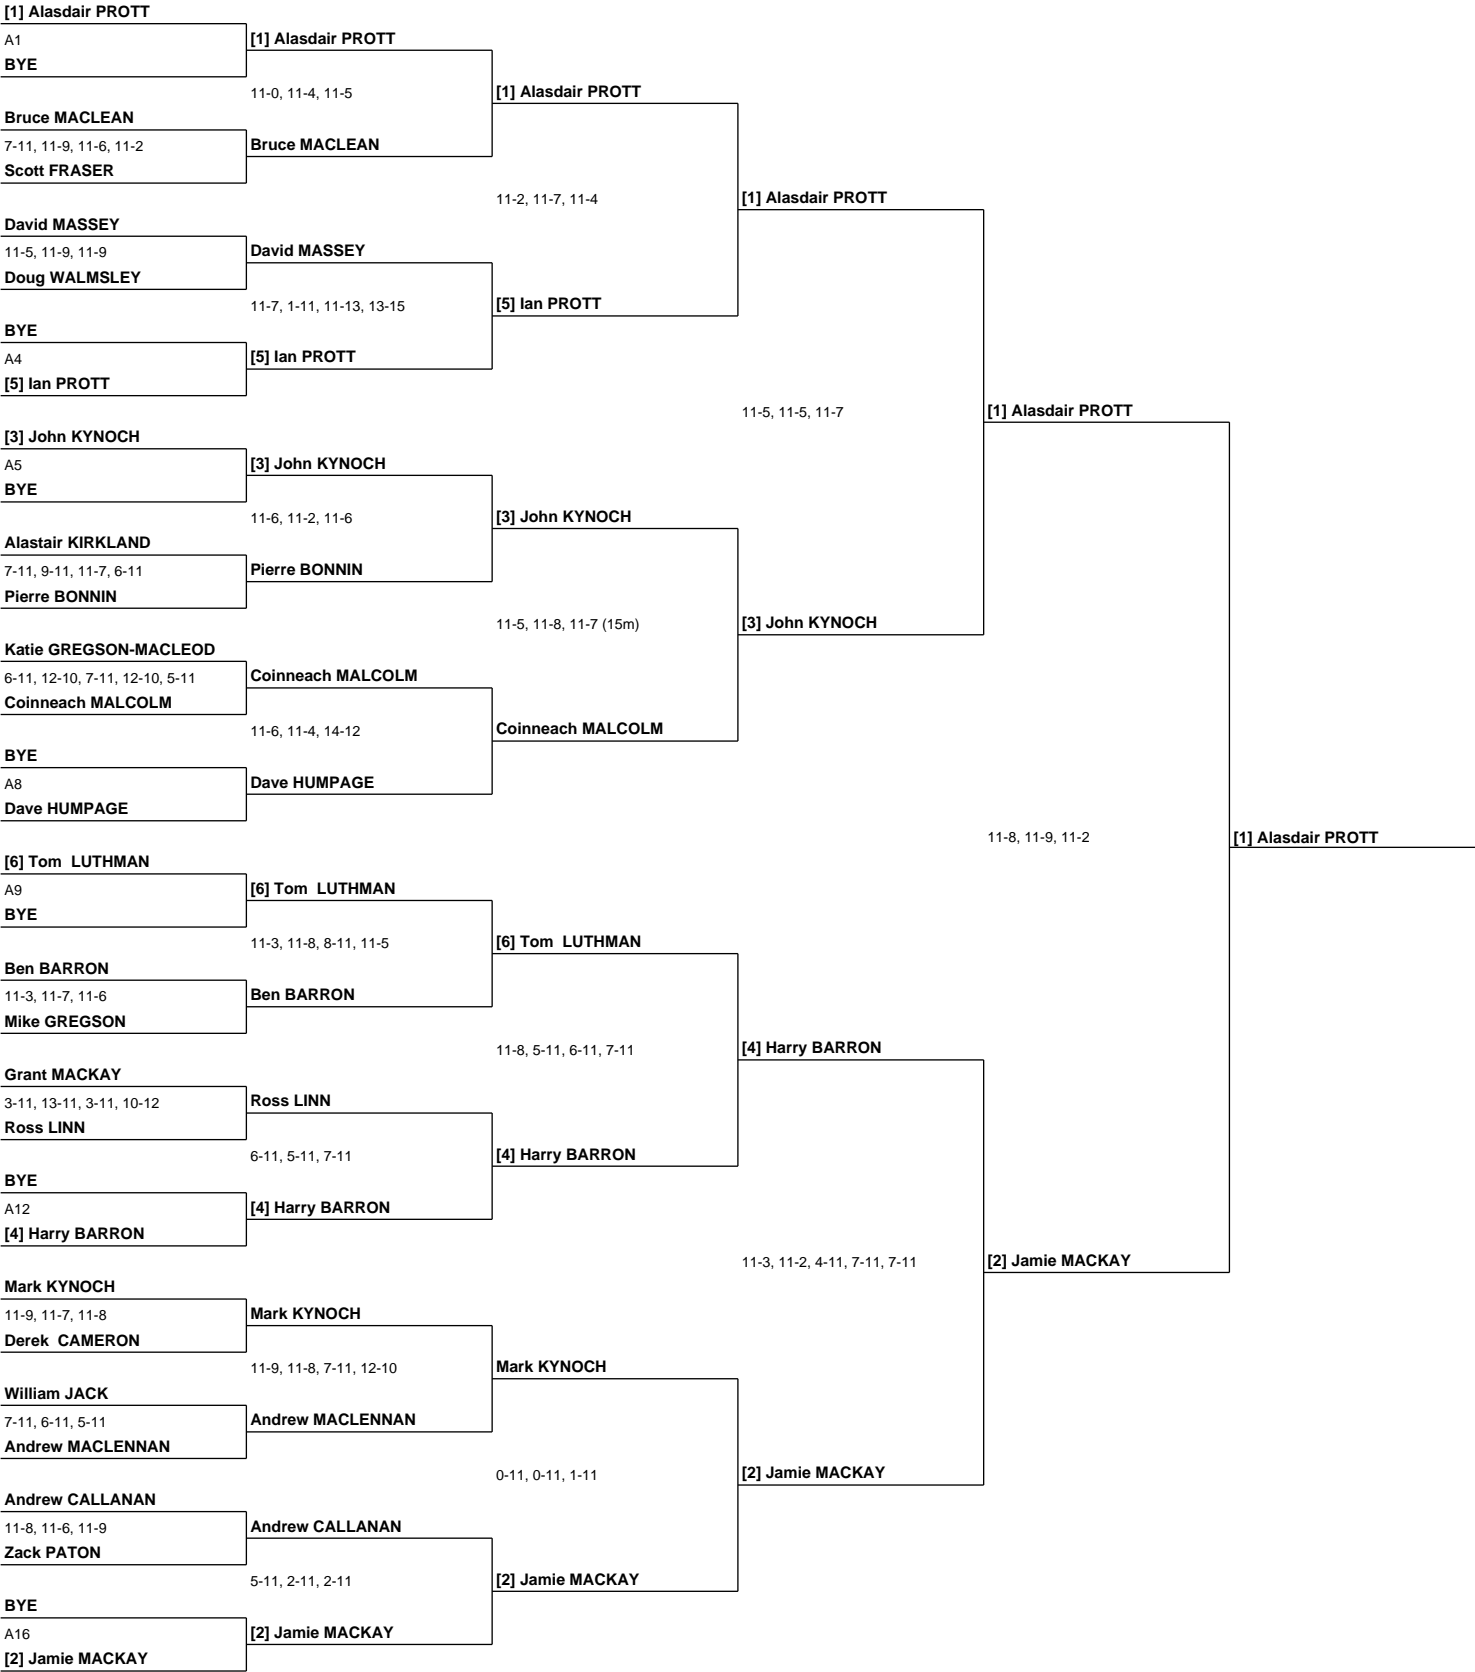 [1] Alasdair PROTT
A1
BYE
Bruce MACLEAN
7-11, 11-9, 11-6, 11-2
Scott FRASER
David MASSEY
11-5, 11-9, 11-9
Doug WALMSLEY
BYE
A4
[5] Ian PROTT
[3] John KYNOCH
A5
BYE
Alastair KIRKLAND
7-11, 9-11, 11-7, 6-11
Pierre BONNIN
Katie GREGSON-MACLEOD
6-11, 12-10, 7-11, 12-10, 5-11
Coinneach MALCOLM
BYE
A8
Dave HUMPAGE
[6] Tom  LUTHMAN
A9
BYE
Ben BARRON
11-3, 11-7, 11-6
Mike GREGSON
Grant MACKAY
3-11, 13-11, 3-11, 10-12
Ross LINN
BYE
A12
[4] Harry BARRON
Mark KYNOCH
11-9, 11-7, 11-8
Derek  CAMERON
William JACK
7-11, 6-11, 5-11
Andrew MACLENNAN
Andrew CALLANAN
11-8, 11-6, 11-9
Zack PATON
BYE
A16
[2] Jamie MACKAY
[1] Alasdair PROTT
11-0, 11-4, 11-5
Bruce MACLEAN
David MASSEY
11-7, 1-11, 11-13, 13-15
[5] Ian PROTT
[3] John KYNOCH
11-6, 11-2, 11-6
Pierre BONNIN
Coinneach MALCOLM
11-6, 11-4, 14-12
Dave HUMPAGE
[6] Tom  LUTHMAN
11-3, 11-8, 8-11, 11-5
Ben BARRON
Ross LINN
6-11, 5-11, 7-11
[4] Harry BARRON
Mark KYNOCH
11-9, 11-8, 7-11, 12-10
Andrew MACLENNAN
Andrew CALLANAN
5-11, 2-11, 2-11
[2] Jamie MACKAY
[1] Alasdair PROTT
11-2, 11-7, 11-4
[5] Ian PROTT
[3] John KYNOCH
11-5, 11-8, 11-7 (15m)
Coinneach MALCOLM
[6] Tom  LUTHMAN
11-8, 5-11, 6-11, 7-11
[4] Harry BARRON
Mark KYNOCH
0-11, 0-11, 1-11
[2] Jamie MACKAY
[1] Alasdair PROTT
11-5, 11-5, 11-7
[3] John KYNOCH
[4] Harry BARRON
11-3, 11-2, 4-11, 7-11, 7-11
[2] Jamie MACKAY
[1] Alasdair PROTT
11-8, 11-9, 11-2
[2] Jamie MACKAY
[1] Alasdair PROTT